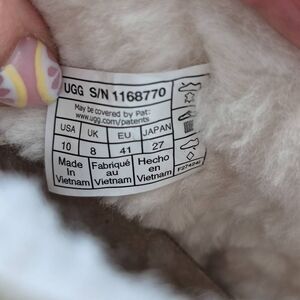 UGG S/N 1168770
May be covered by Pat:
www.ugg.com/patents
USA UK EU JAPAN
10 8 41 27
Made in Vietnam
Fabriqué au Vietnam
Hecho en Vietnam